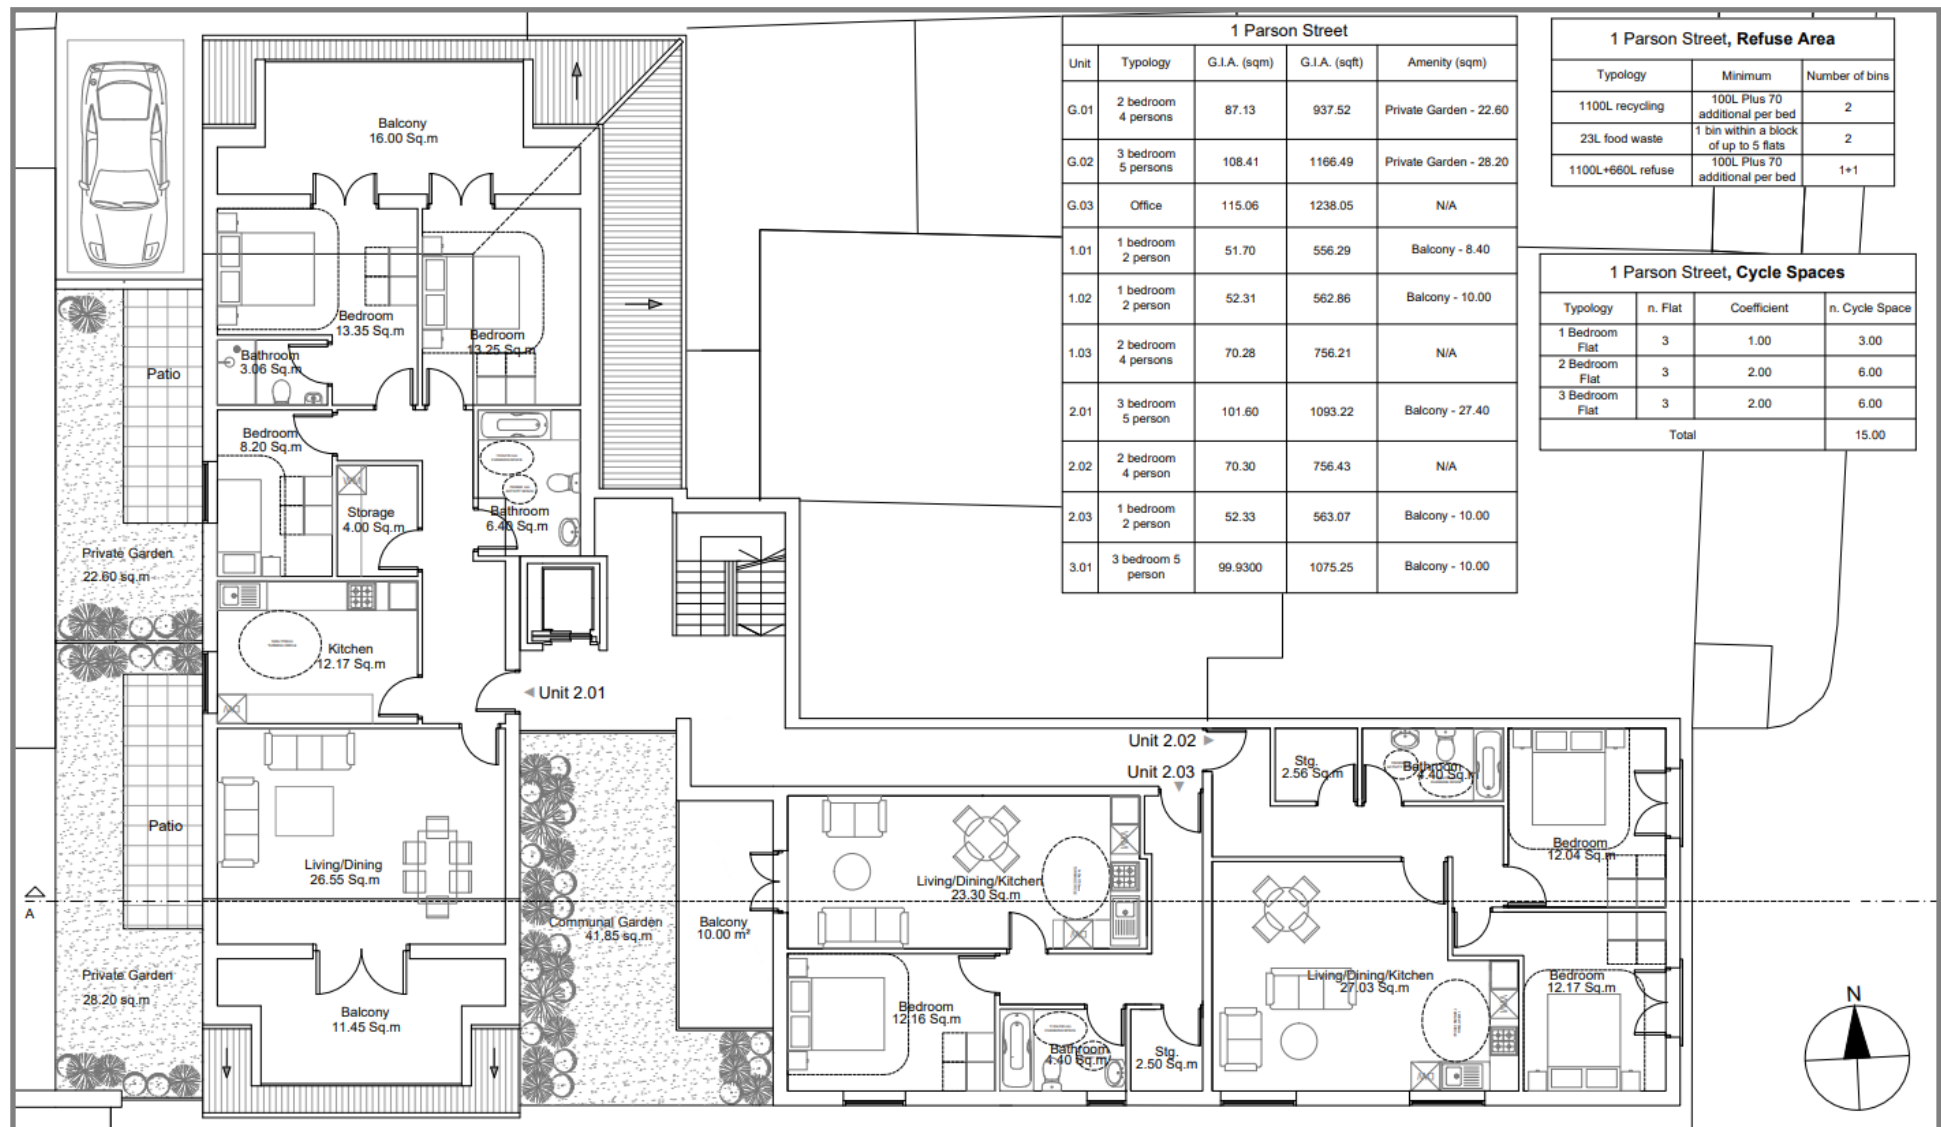 1 Parson Street
Unit Typology G.I.A. (sqm) G.I.A. (sqft) Amenity (sqm)
G.01 2 bedroom 4 persons 87.13 937.52 Private Garden - 22.60
G.02 3 bedroom 5 persons 108.41 1166.49 Private Garden - 28.20
G.03 Office 115.06 1238.05 N/A
1.01 1 bedroom 2 person 51.70 556.29 Balcony - 8.40
1.02 1 bedroom 2 person 52.31 562.86 Balcony - 10.00
1.03 2 bedroom 4 persons 70.28 756.21 N/A
2.01 3 bedroom 5 person 101.60 1093.22 Balcony - 27.40
2.02 2 bedroom 4 person 70.30 756.43 N/A
2.03 1 bedroom 2 person 52.33 563.07 Balcony - 10.00
3.01 3 bedroom 5 person 99.9300 1075.25 Balcony - 10.00
1 Parson Street, Refuse Area
Typology Minimum Number of bins
1100L recycling 100L Plus 70 additional per bed 2
23L food waste 1 bin within a block of up to 5 flats 2
1100L+660L refuse 100L Plus 70 additional per bed 1+1
1 Parson Street, Cycle Spaces
Typology n. Flat Coefficient n. Cycle Space
1 Bedroom Flat 3 1.00 3.00
2 Bedroom Flat 3 2.00 6.00
3 Bedroom Flat 3 2.00 6.00
Total 15.00
Balcony
16.00 Sq.m
Bedroom
13.35 Sq.m
Bedroom
13.25 Sq.m
Bathroom
3.06 Sq.m
Patio
Bedroom
8.20 Sq.m
WM
Storage
4.00 Sq.m
Bathroom
6.40 Sq.m
Private Garden
22.60 sq.m
Kitchen
12.17 Sq.m
DW
Unit 2.01
Patio
Living/Dining
26.55 Sq.m
A
Private Garden
28.20 sq.m
Balcony
11.45 Sq.m
Communal Garden
41.85 sq.m
Balcony
10.00 m²
Unit 2.02
Unit 2.03
Living/Dining/Kitchen
23.30 Sq.m
WM
DW
Bedroom
12.16 Sq.m
Bathroom
4.40 Sq.m
Stg.
2.50 Sq.m
Stg.
2.56 Sq.m
Bathroom
4.40 Sq.m
Bedroom
12.04 Sq.m
Living/Dining/Kitchen
27.03 Sq.m
WM
DW
Bedroom
12.17 Sq.m
N